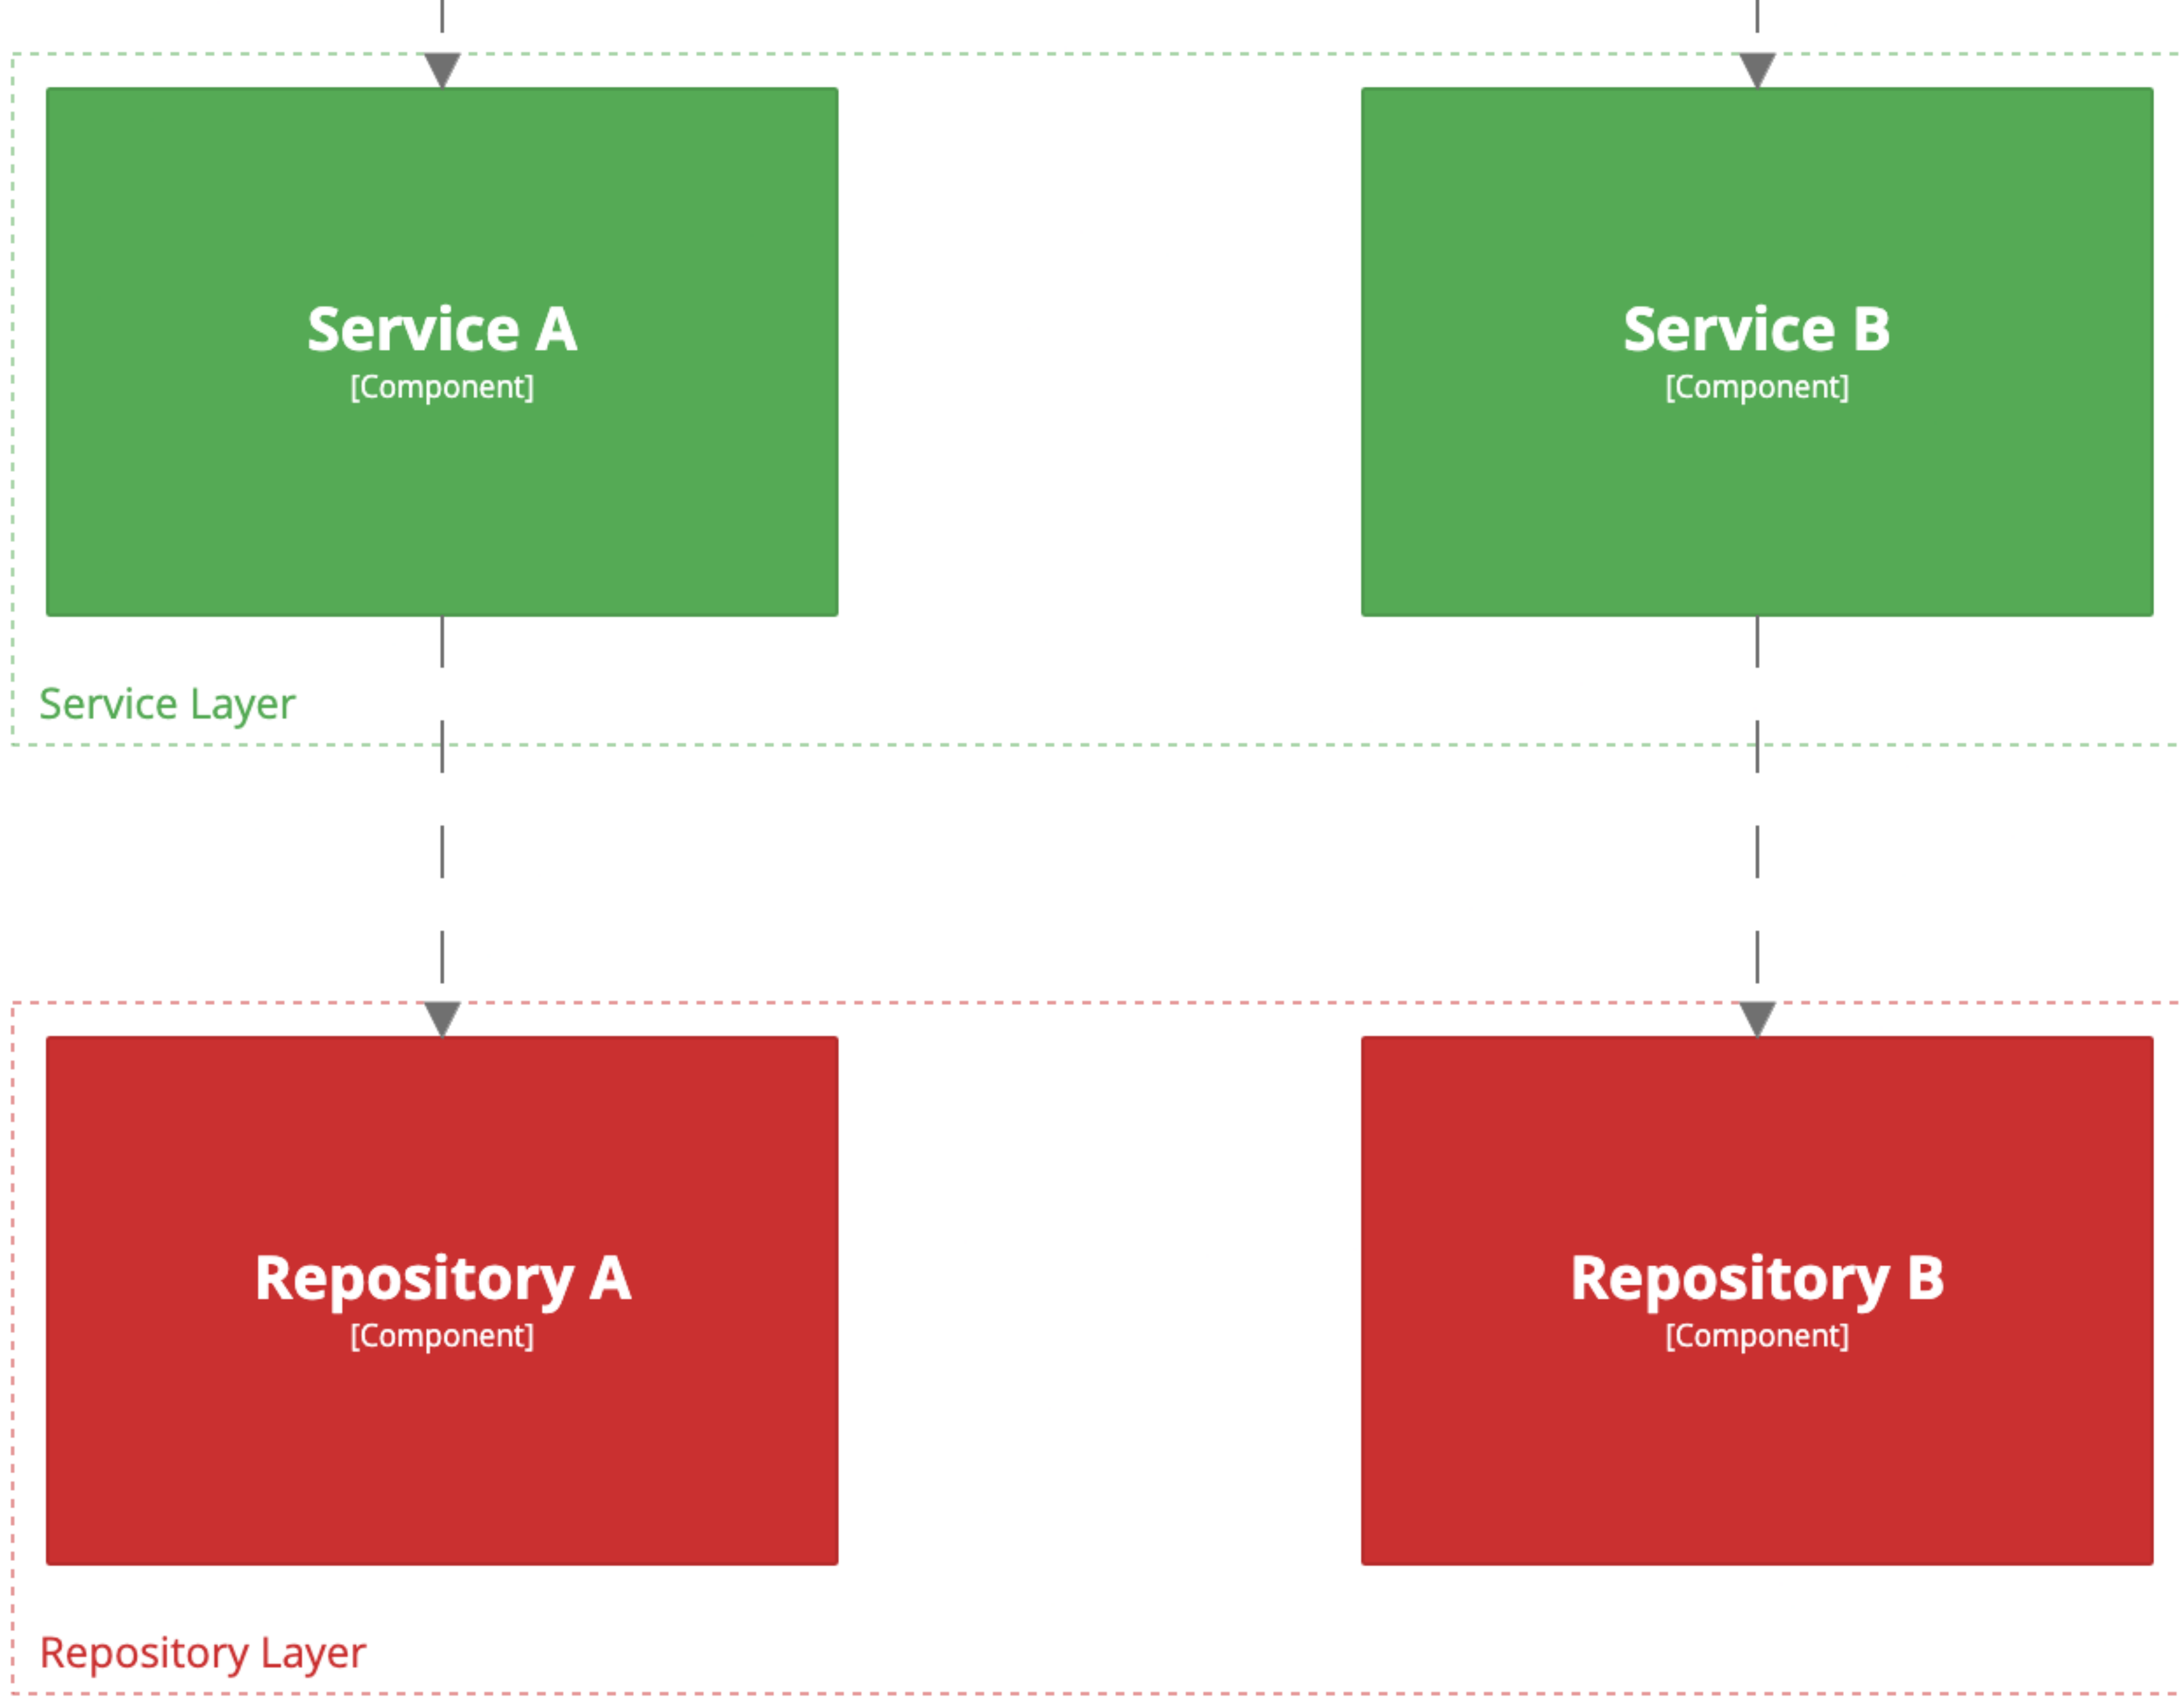 Service A
[Component]
Service B
[Component]
Service Layer
Repository A
[Component]
Repository B
[Component]
Repository Layer